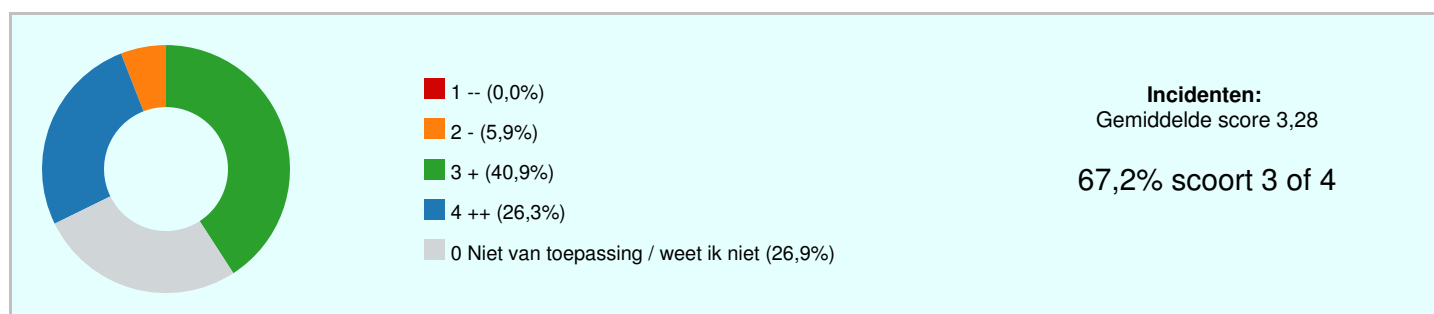 1 -- (0,0%)
2 - (5,9%)
3 + (40,9%)
4 ++ (26,3%)
0 Niet van toepassing / weet ik niet (26,9%)
Incidenten:
Gemiddelde score 3,28
67,2% scoort 3 of 4